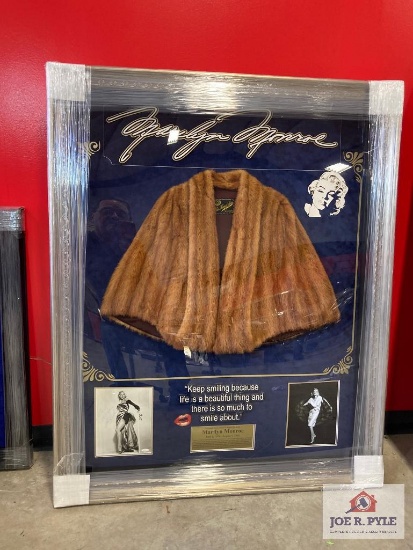 Marilyn Monroe
"Keep smiling because
life is a beautiful thing and
there is so much to
smile about."
Marilyn Monroe
JOE R. PYLE